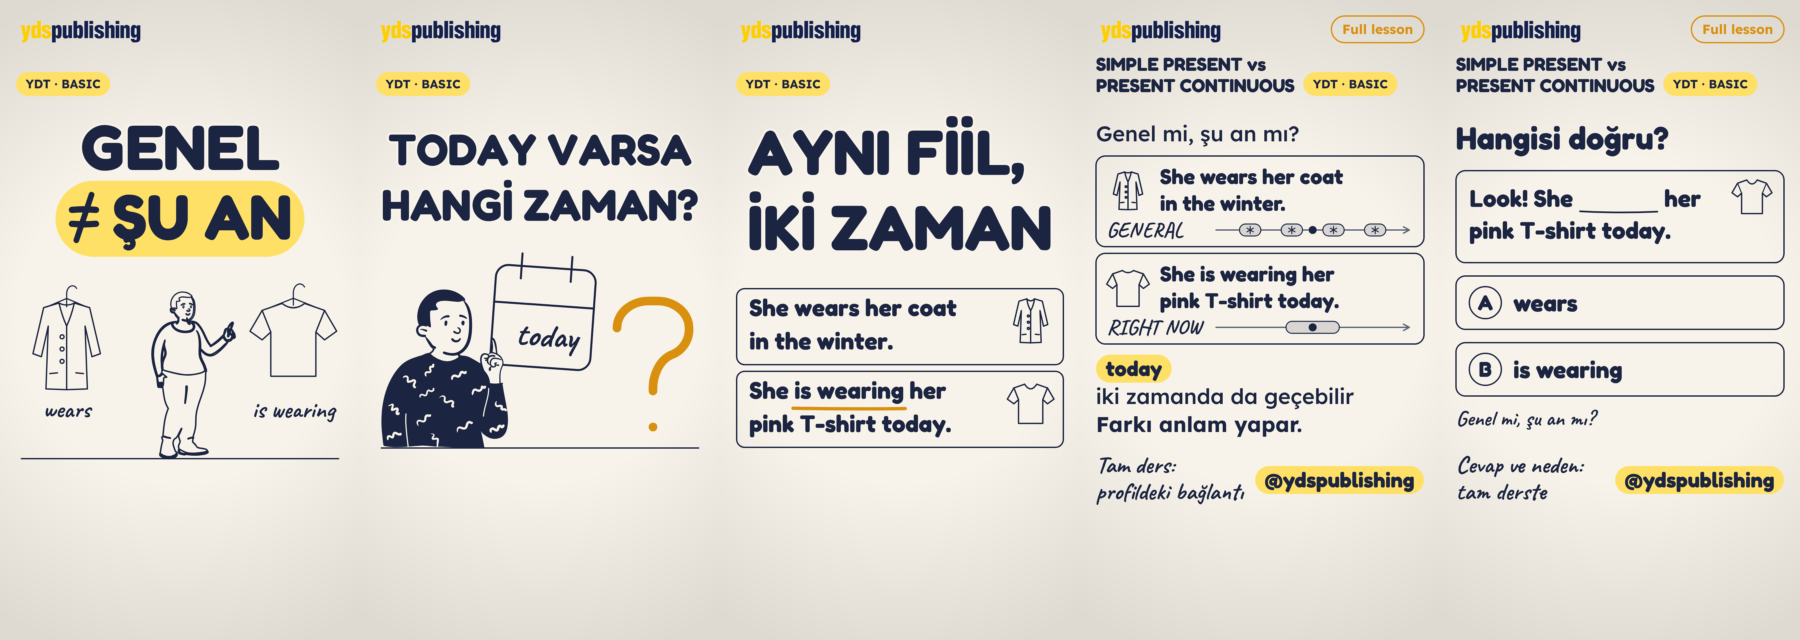 ydspublishing
YDT · BASIC
GENEL
≠ ŞU AN
wears
is wearing
ydspublishing
YDT · BASIC
TODAY VARSA
HANGİ ZAMAN?
today
?
ydspublishing
YDT · BASIC
AYNI FİİL,
İKİ ZAMAN
She wears her coat
in the winter.
She is wearing her
pink T-shirt today.
ydspublishing
Full lesson
SIMPLE PRESENT vs
PRESENT CONTINUOUS
YDT · BASIC
Genel mi, şu an mı?
She wears her coat
in the winter.
GENERAL
She is wearing her
pink T-shirt today.
RIGHT NOW
today
iki zamanda da geçebilir
Farkı anlam yapar.
Tam ders:
profildeki bağlantı
@ydspublishing
ydspublishing
Full lesson
SIMPLE PRESENT vs
PRESENT CONTINUOUS
YDT · BASIC
Hangisi doğru?
Look! She ______ her
pink T-shirt today.
A wears
B is wearing
Genel mi, şu an mı?
Cevap ve neden:
tam derste
@ydspublishing